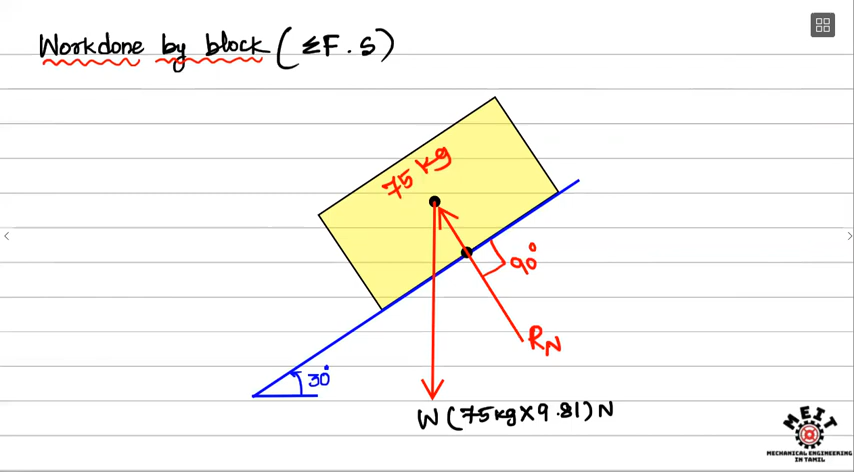 Workdone by block (ΣF.S)
75 kg
90°
RN
30°
W (75kg×9.81) N
MEIT
MECHANICAL ENGINEERING
IN TAMIL